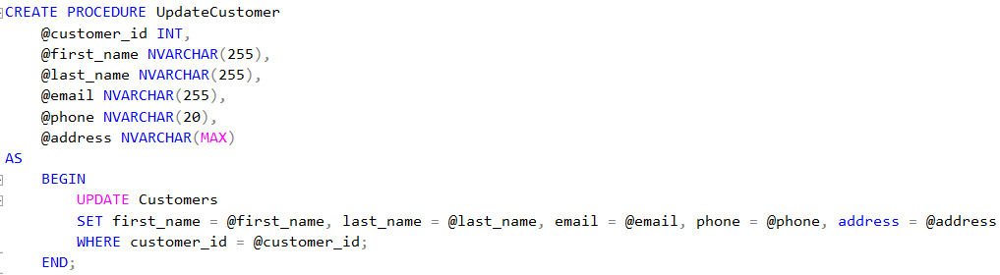 CREATE PROCEDURE UpdateCustomer
    @customer_id INT,
    @first_name NVARCHAR(255),
    @last_name NVARCHAR(255),
    @email NVARCHAR(255),
    @phone NVARCHAR(20),
    @address NVARCHAR(MAX)
AS
    BEGIN
        UPDATE Customers
        SET first_name = @first_name, last_name = @last_name, email = @email, phone = @phone, address = @address
        WHERE customer_id = @customer_id;
    END;